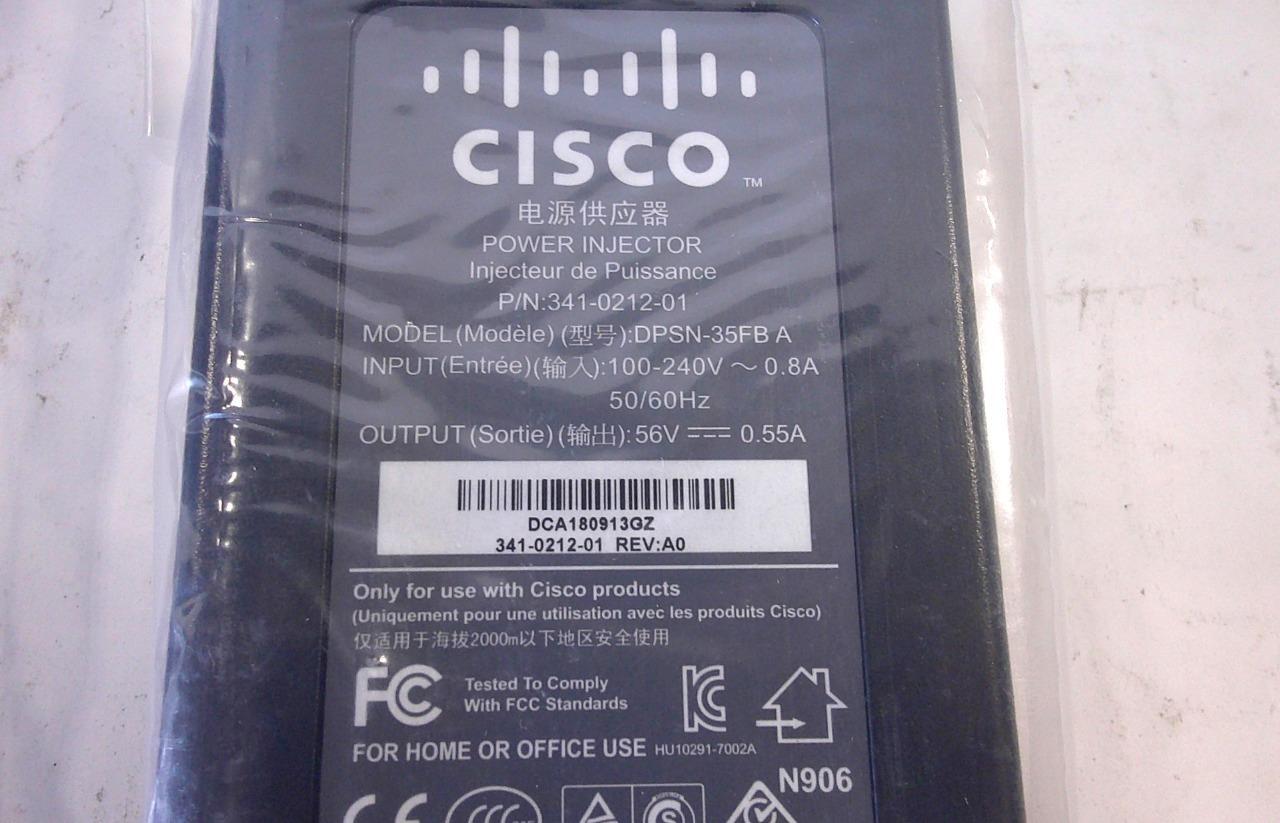 CISCO ™
电源供应器
POWER INJECTOR
Injecteur de Puissance
P/N:341-0212-01
MODEL (Modèle) (型号):DPSN-35FB A
INPUT(Entrée)(输入):100-240V ～ 0.8A
50/60Hz
OUTPUT (Sortie) (输出):56V ⎓ 0.55A
DCA180913GZ
341-0212-01 REV:A0
Only for use with Cisco products
(Uniquement pour une utilisation avec les produits Cisco)
仅适用于海拔2000m以下地区安全使用
FC Tested To Comply
With FCC Standards
FOR HOME OR OFFICE USE HU10291-7002A
N906
CE